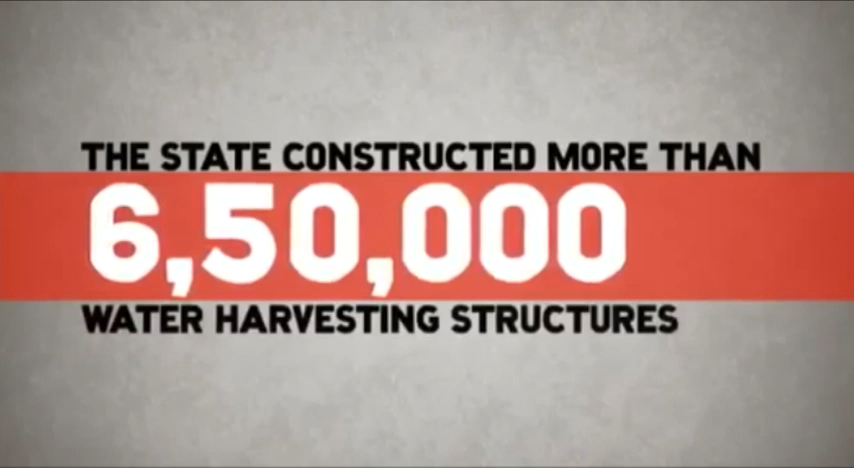 THE STATE CONSTRUCTED MORE THAN
6,50,000
WATER HARVESTING STRUCTURES